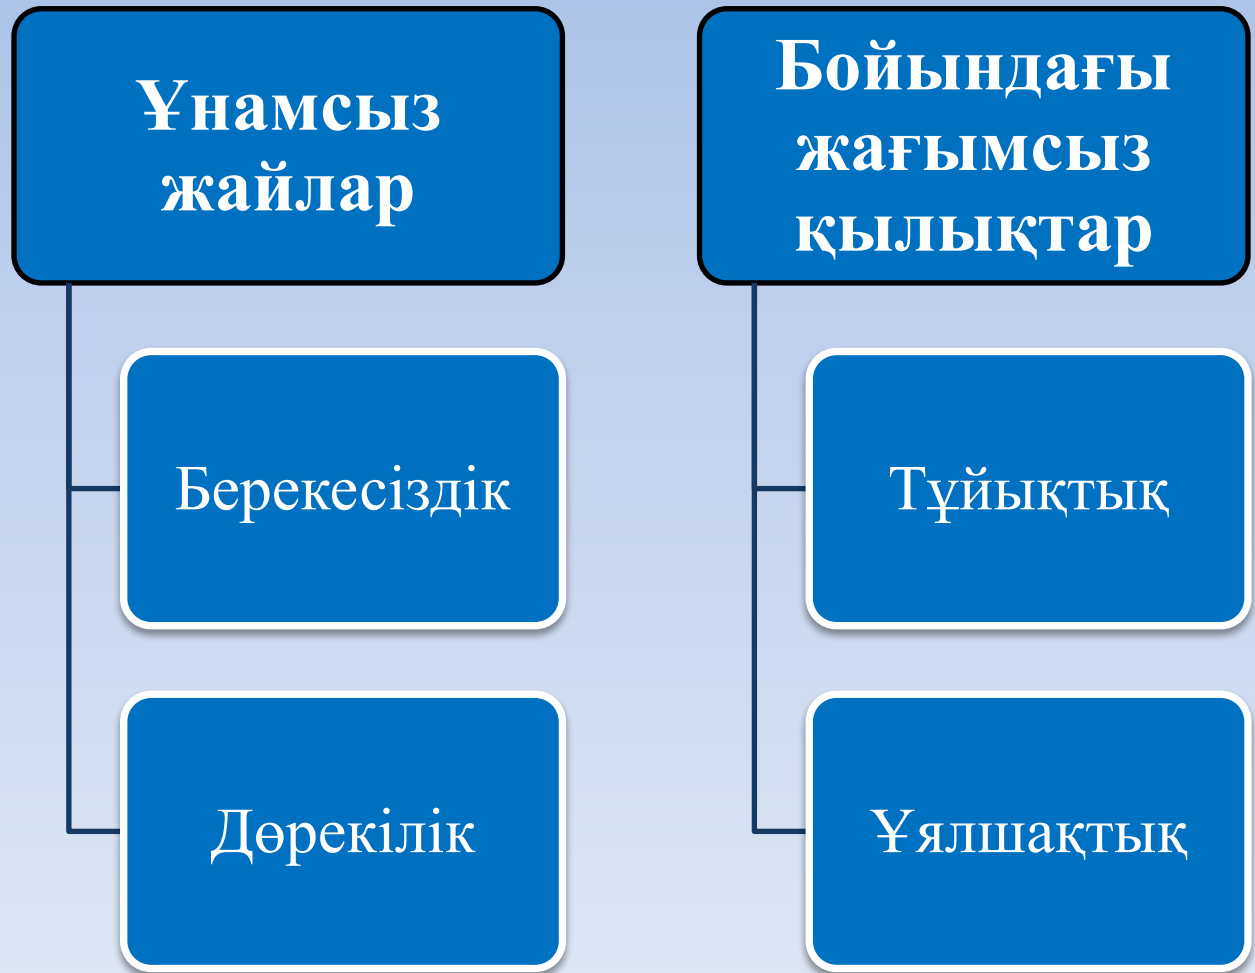 Ұнамсыз
жайлар
Берекесіздік
Дөрекілік
Бойындағы
жағымсыз
қылықтар
Тұйықтық
Ұялшақтық